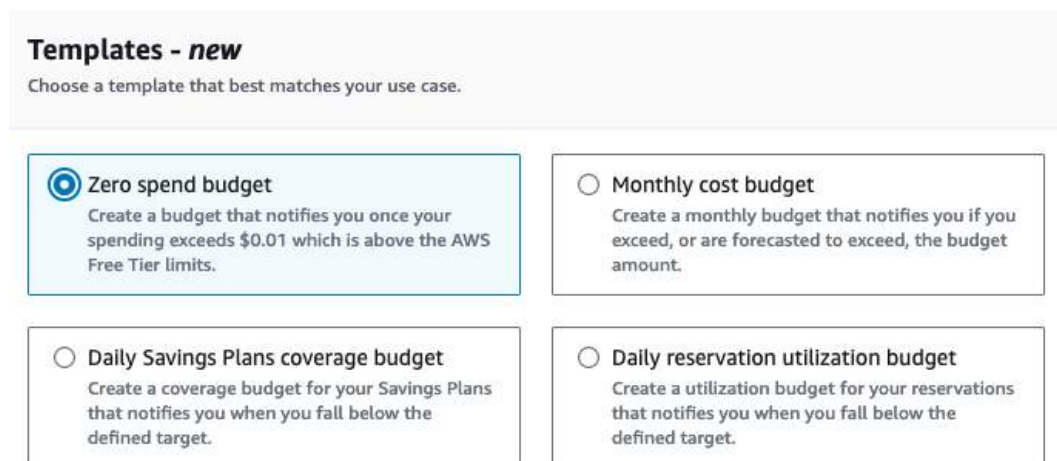 Templates - new
Choose a template that best matches your use case.
Zero spend budget
Create a budget that notifies you once your
spending exceeds $0.01 which is above the AWS
Free Tier limits.
Monthly cost budget
Create a monthly budget that notifies you if you
exceed, or are forecasted to exceed, the budget
amount.
Daily Savings Plans coverage budget
Create a coverage budget for your Savings Plans
that notifies you when you fall below the
defined target.
Daily reservation utilization budget
Create a utilization budget for your reservations
that notifies you when you fall below the
defined target.